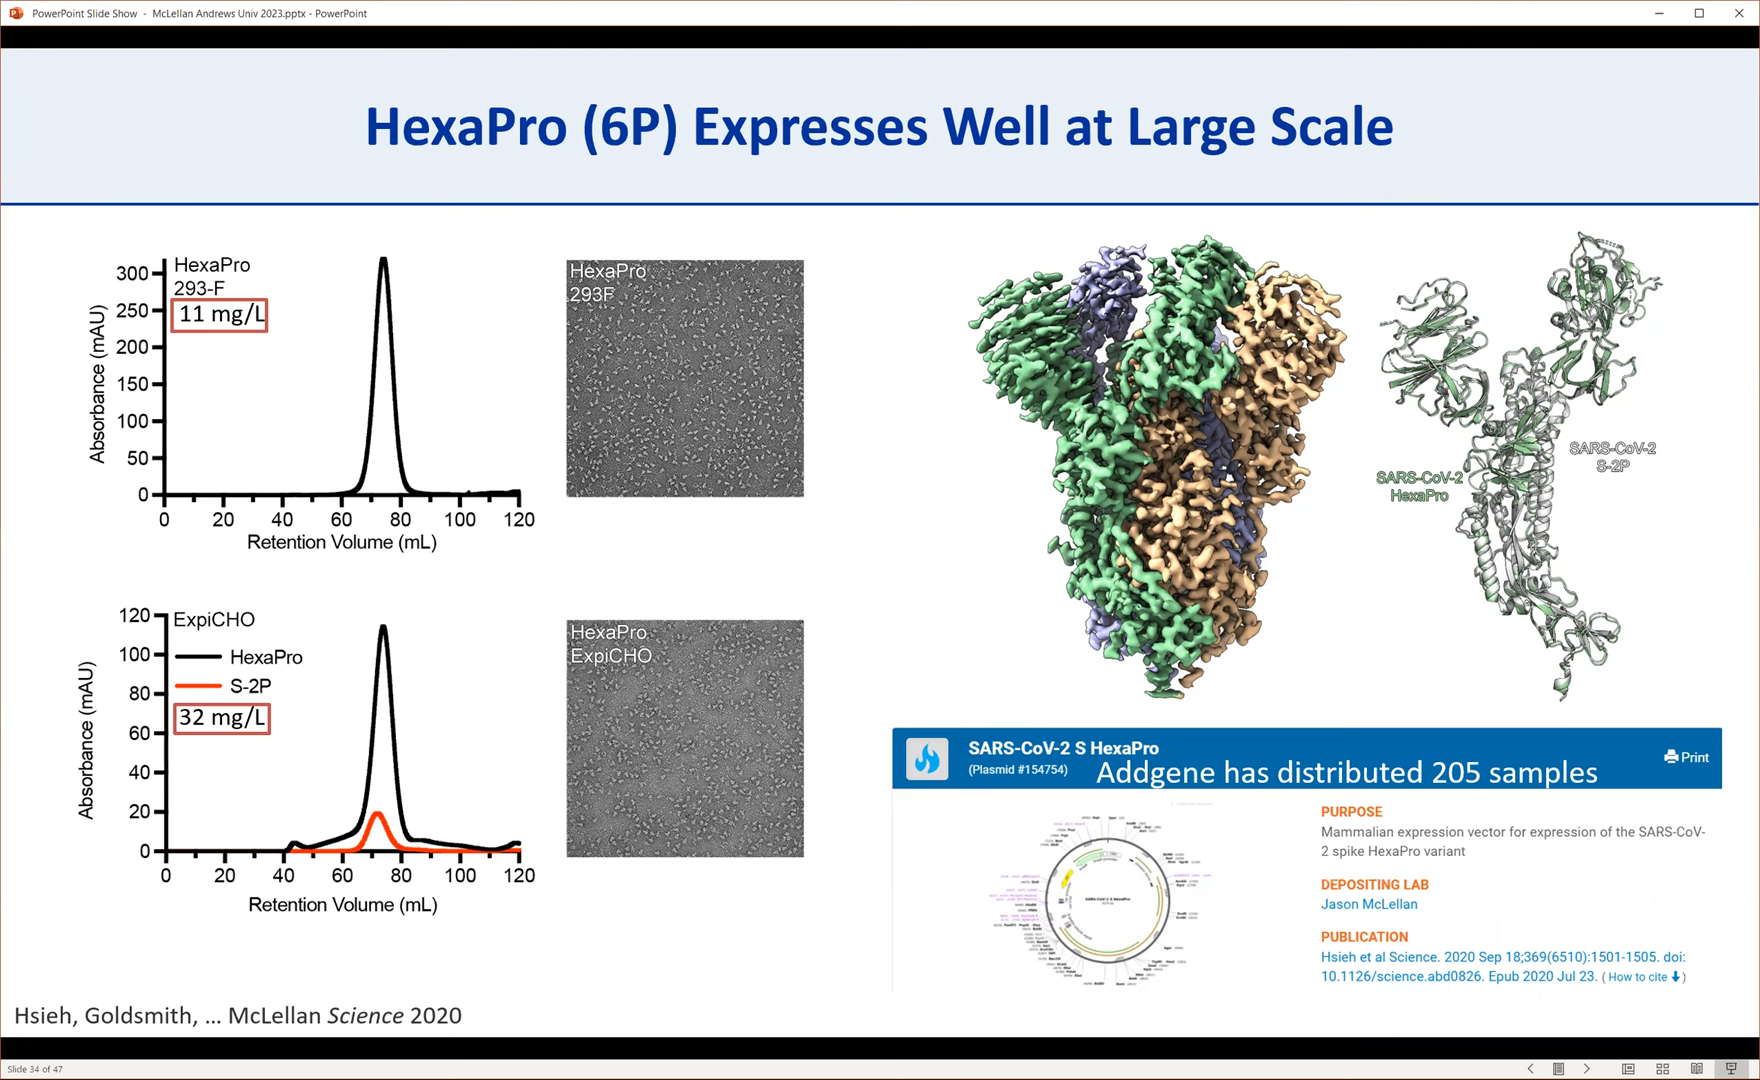 PowerPoint Slide Show - McLellan Andrews Univ 2023.pptx - PowerPoint
HexaPro (6P) Expresses Well at Large Scale
HexaPro
293-F
11 mg/L
Absorbance (mAU)
300
250
200
150
100
50
0
0 20 40 60 80 100 120
Retention Volume (mL)
HexaPro
293F
ExpiCHO
HexaPro
S-2P
32 mg/L
Absorbance (mAU)
120
100
80
60
40
20
0
0 20 40 60 80 100 120
Retention Volume (mL)
HexaPro
ExpiCHO
SARS-CoV-2
HexaPro
SARS-CoV-2
S-2P
SARS-CoV-2 S HexaPro
(Plasmid #154754)
Addgene has distributed 205 samples
Print
SARS-CoV-2 S HexaPro
PURPOSE
Mammalian expression vector for expression of the SARS-CoV-
2 spike HexaPro variant
DEPOSITING LAB
Jason McLellan
PUBLICATION
Hsieh et al Science. 2020 Sep 18;369(6510):1501-1505. doi:
10.1126/science.abd0826. Epub 2020 Jul 23. ( How to cite )
Hsieh, Goldsmith, ... McLellan Science 2020
Slide 34 of 47